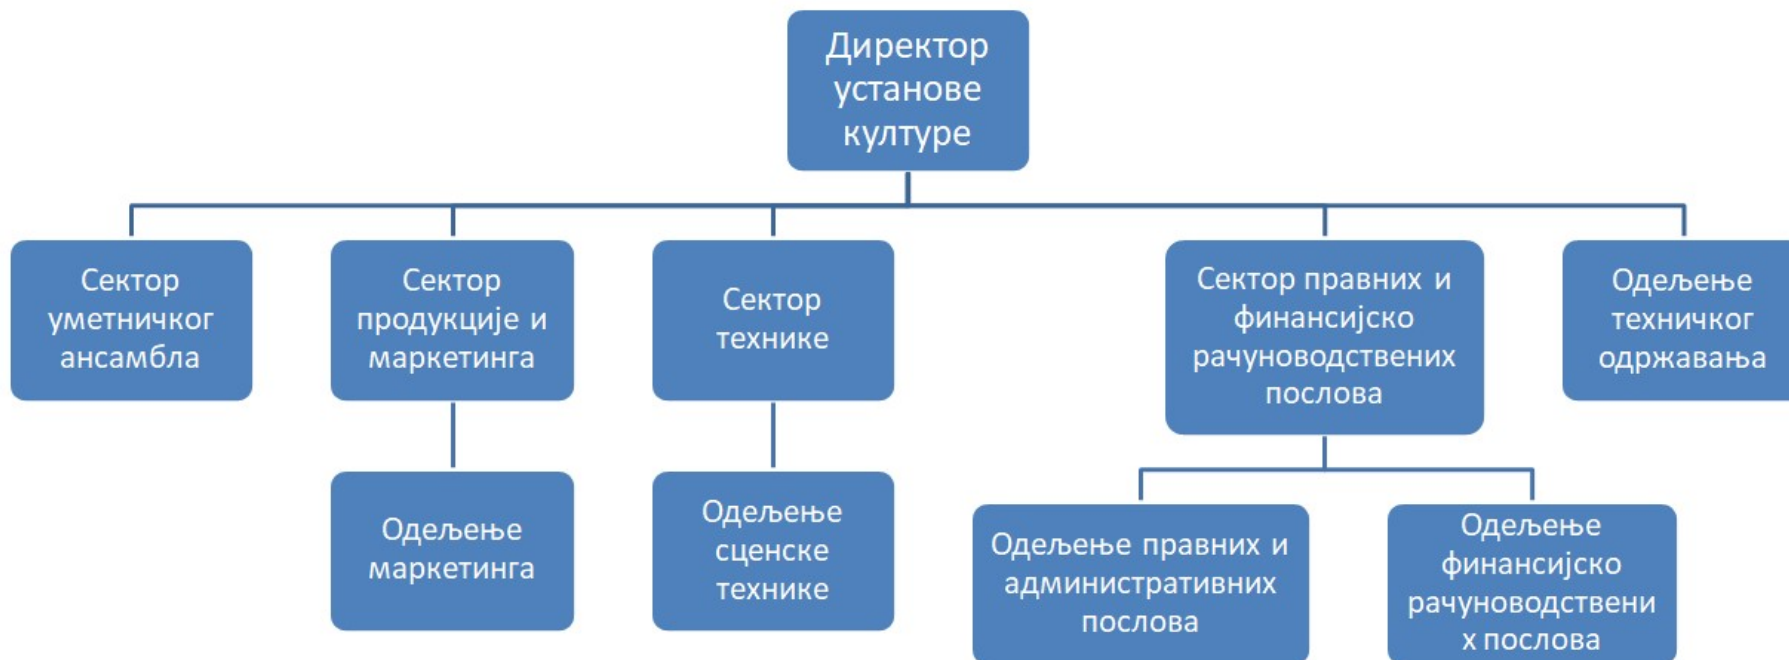 Директор
установе
културе
Сектор
уметничког
ансамбла
Сектор
продукције и
маркетинга
Сектор
технике
Сектор правних и
финансијско
рачуноводствених
послова
Одељење
техничког
одржавања
Одељење
маркетинга
Одељење
сценске
технике
Одељење правних и
административних
послова
Одељење
финансијско
рачуноводствени
х послова